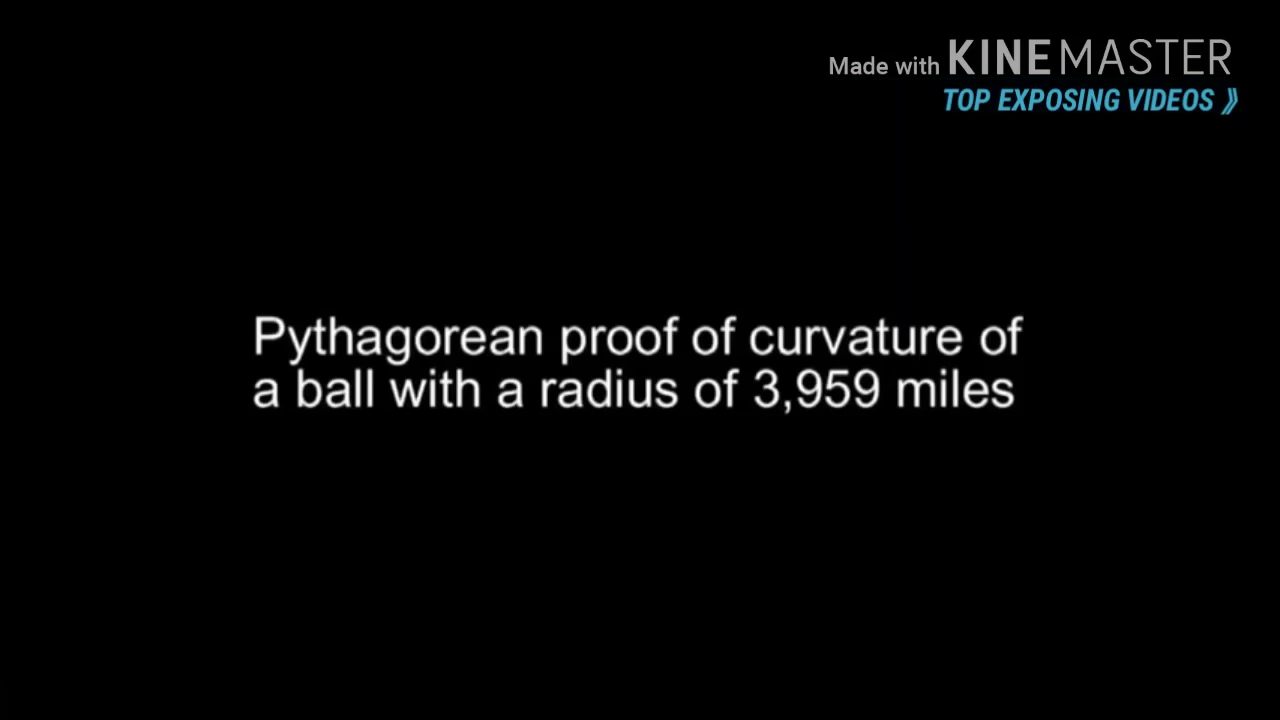 Made with KINEMASTER
TOP EXPOSING VIDEOS 》
Pythagorean proof of curvature of
a ball with a radius of 3,959 miles